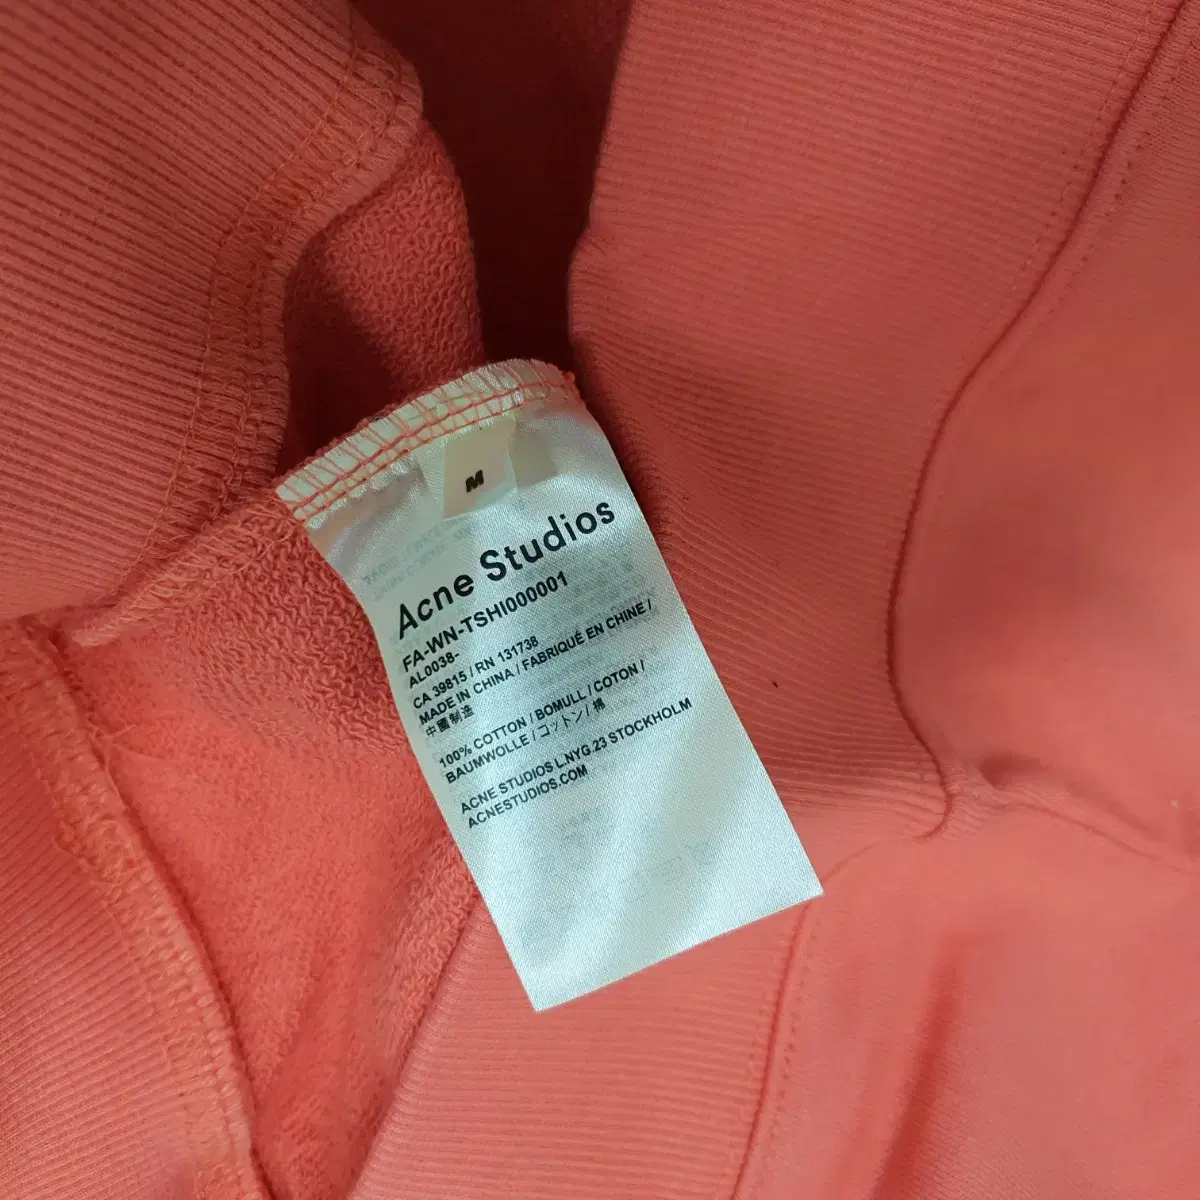 M
Acne Studios
FA-WN-TSHI000001
AL0038-
CA 39815 / RN 131738
MADE IN CHINA / FABRIQUÉ EN CHINE /
中國制造
100% COTTON / BOMULL / COTON /
BAUMWOLLE / コットン / 棉
ACNE STUDIOS L.NYG.23 STOCKHOLM
ACNESTUDIOS.COM